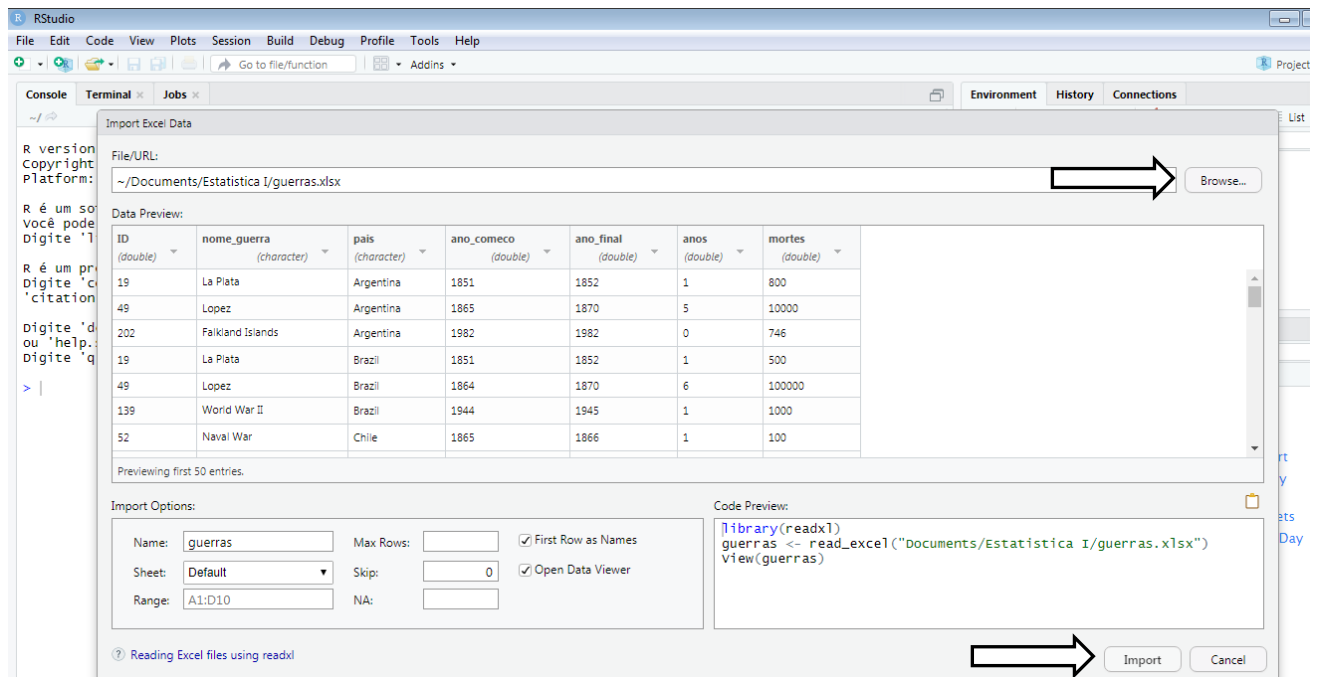 R RStudio
File Edit Code View Plots Session Build Debug Profile Tools Help
Go to file/function Addins Project
Console Terminal Jobs
Environment History Connections
~/
List
Import Excel Data
R version
Copyright
Platform:
R é um so
Você pode
Digite 'l
R é um pr
Digite 'c
'citation
Digite 'd
ou 'help.
Digite 'q
>
File/URL:
~/Documents/Estatistica I/guerras.xlsx
Browse...
Data Preview:
ID nome_guerra pais ano_comeco ano_final anos mortes
(double) (character) (character) (double) (double) (double) (double)
19 La Plata Argentina 1851 1852 1 800
49 Lopez Argentina 1865 1870 5 10000
202 Falkland Islands Argentina 1982 1982 0 746
19 La Plata Brazil 1851 1852 1 500
49 Lopez Brazil 1864 1870 6 100000
139 World War II Brazil 1944 1945 1 1000
52 Naval War Chile 1865 1866 1 100
Previewing first 50 entries.
Import Options:
Name: guerras
Sheet: Default
Range: A1:D10
Max Rows:
Skip: 0
NA:
First Row as Names
Open Data Viewer
Code Preview:
library(readxl)
guerras <- read_excel("Documents/Estatistica I/guerras.xlsx")
View(guerras)
rt
y
ets
Day
? Reading Excel files using readxl
Import Cancel